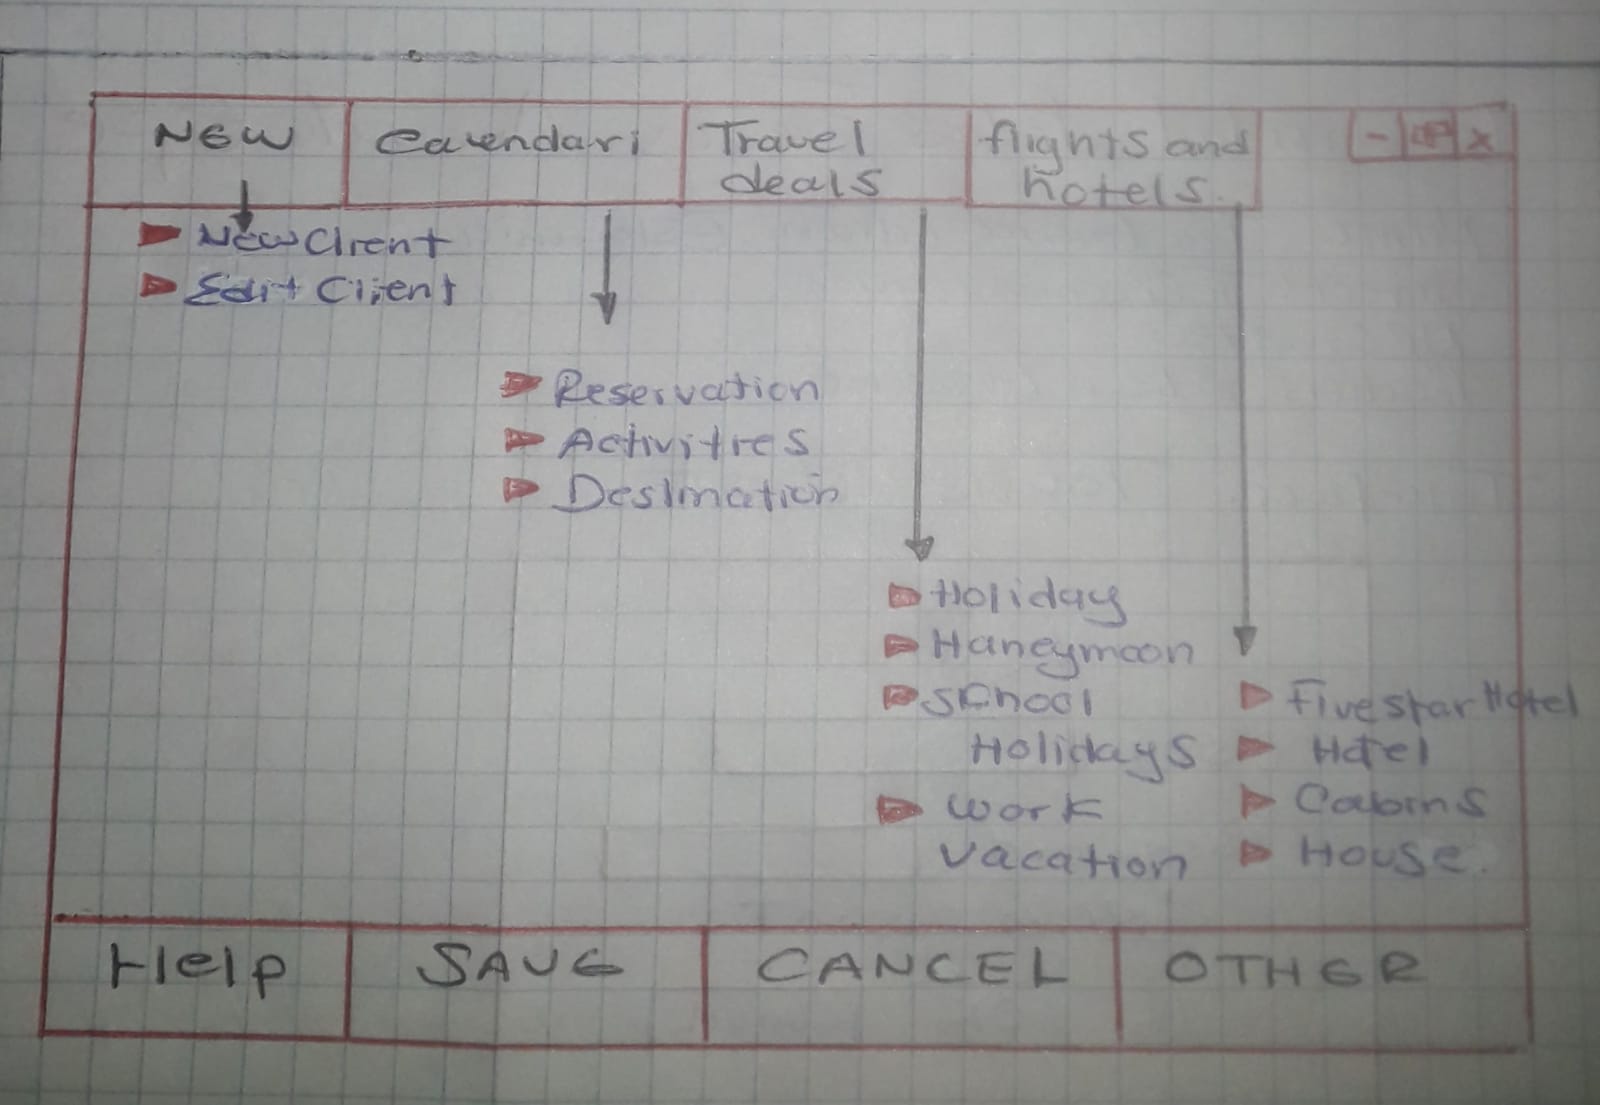 New
Calendari
Travel
deals
flights and
hotels.
-
x
New Client
Edit Client
Reservation
Activities
Destination
Holiday
Haneymoon
School
Holidays
Work
Vacation
Five star Hotel
Hotel
Cabins
House.
Help
SAVE
CANCEL
OTHER